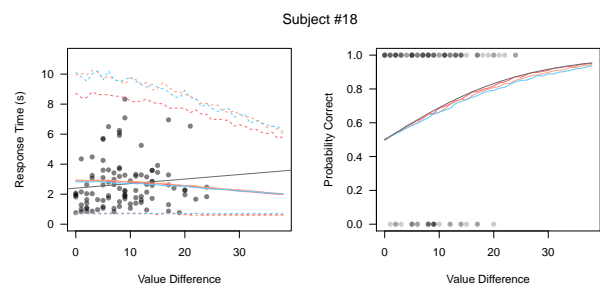 Subject #18
Response Time (s)
10
8
6
4
2
0
0 10 20 30
Value Difference
Probability Correct
1.0
0.8
0.6
0.4
0.2
0.0
0 10 20 30
Value Difference